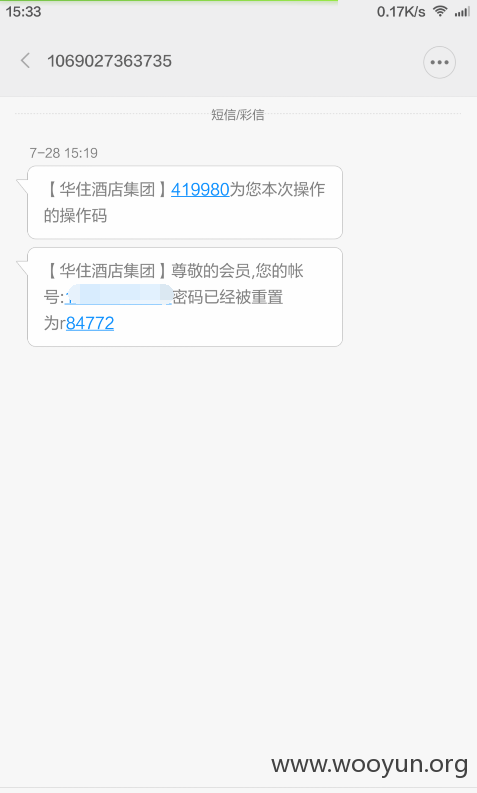 15:33
0.17K/s
1069027363735
短信/彩信
7-28 15:19
【华住酒店集团】419980为您本次操作
的操作码
【华住酒店集团】尊敬的会员,您的帐
号:密码已经被重置
为r84772
www.wooyun.org